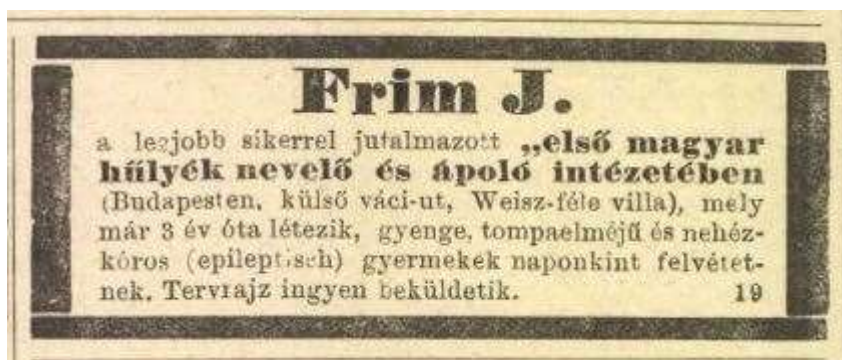 Frim J.
a legjobb sikerrel jutalmazott „első magyar
hűlyék nevelő és ápoló intézetében
(Budapesten, külső váci-ut, Weisz-féle villa), mely
már 3 év óta létezik, gyenge, tompaelméjű és nehéz-
kóros (epileptisch) gyermekek naponkint felvétet-
nek. Tervrajz ingyen beküldetik. 19